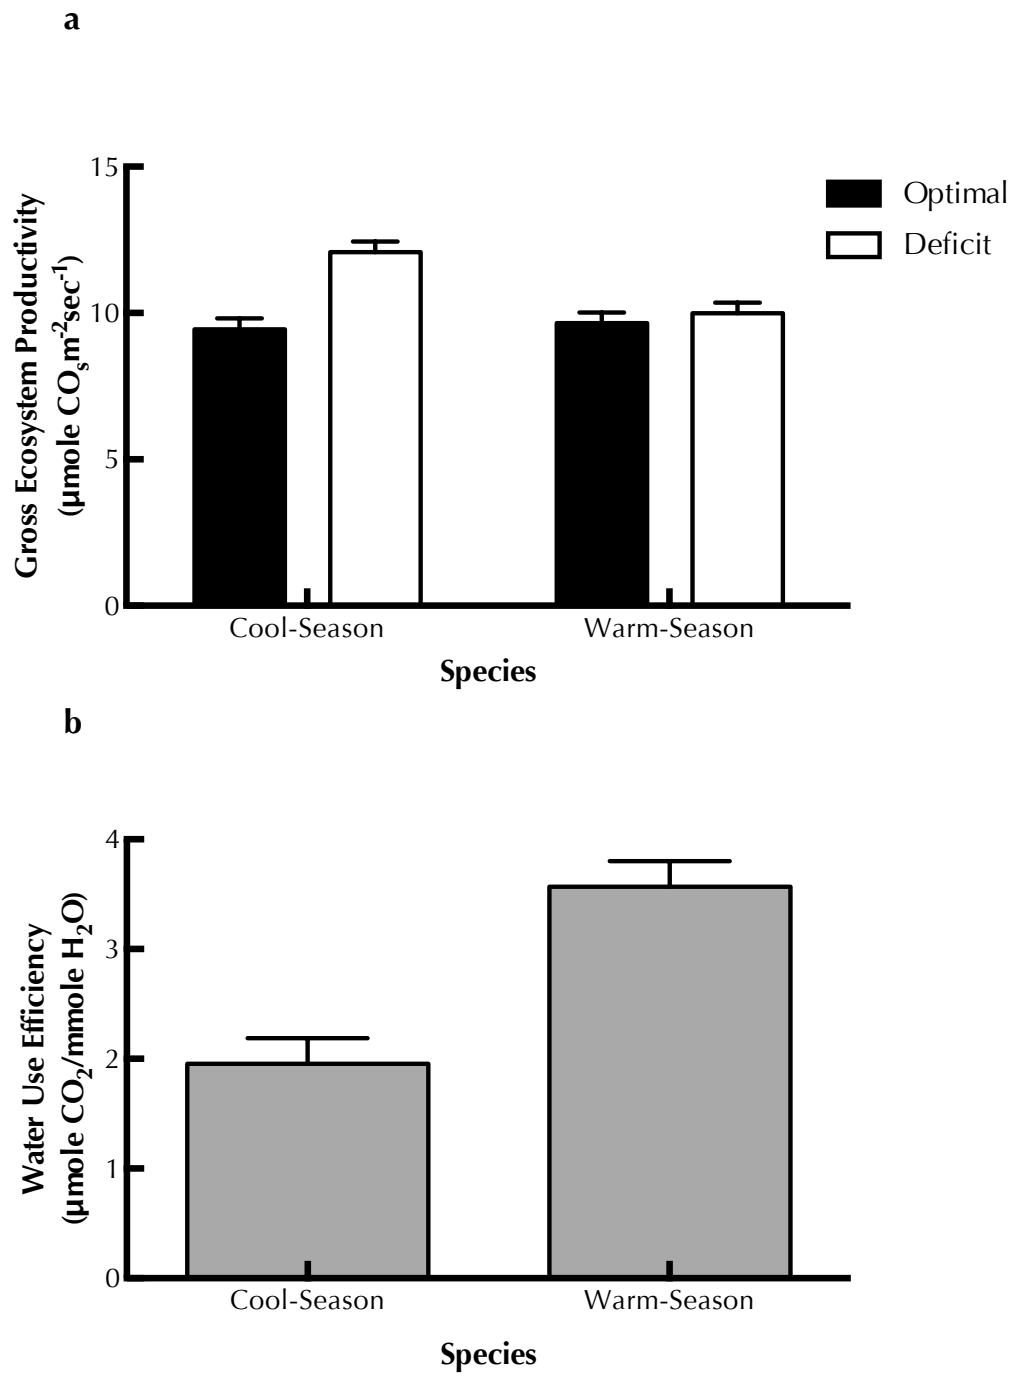 a
15
10
5
0
Gross Ecosystem Productivity
(µmole COsm-2sec-1)
Optimal
Deficit
Cool-Season Warm-Season
Species
b
4
3
2
1
0
Water Use Efficiency
(µmole CO2/mmole H2O)
Cool-Season Warm-Season
Species